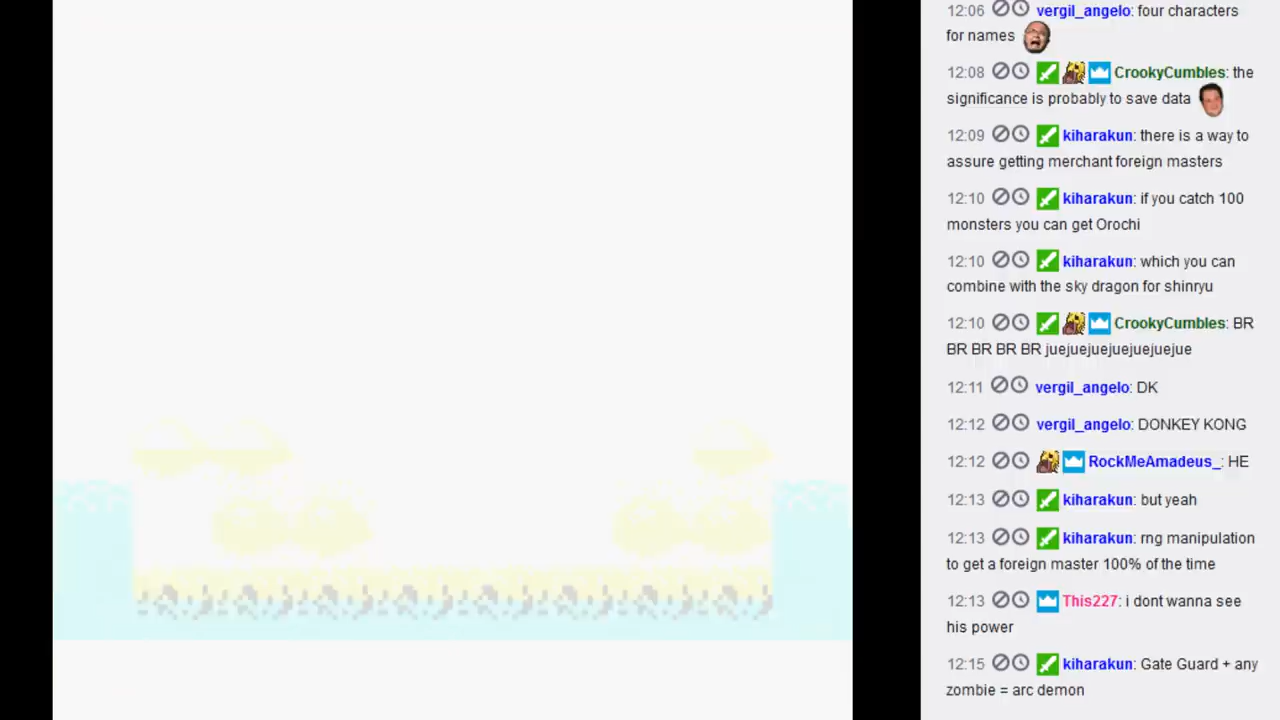 12:06 vergil_angelo: four characters
for names
12:08 CrookyCumbles: the
significance is probably to save data
12:09 kiharakun: there is a way to
assure getting merchant foreign masters
12:10 kiharakun: if you catch 100
monsters you can get Orochi
12:10 kiharakun: which you can
combine with the sky dragon for shinryu
12:10 CrookyCumbles: BR
BR BR BR BR juejuejuejuejuejuejue
12:11 vergil_angelo: DK
12:12 vergil_angelo: DONKEY KONG
12:12 RockMeAmadeus_: HE
12:13 kiharakun: but yeah
12:13 kiharakun: rng manipulation
to get a foreign master 100% of the time
12:13 This227: i dont wanna see
his power
12:15 kiharakun: Gate Guard + any
zombie = arc demon